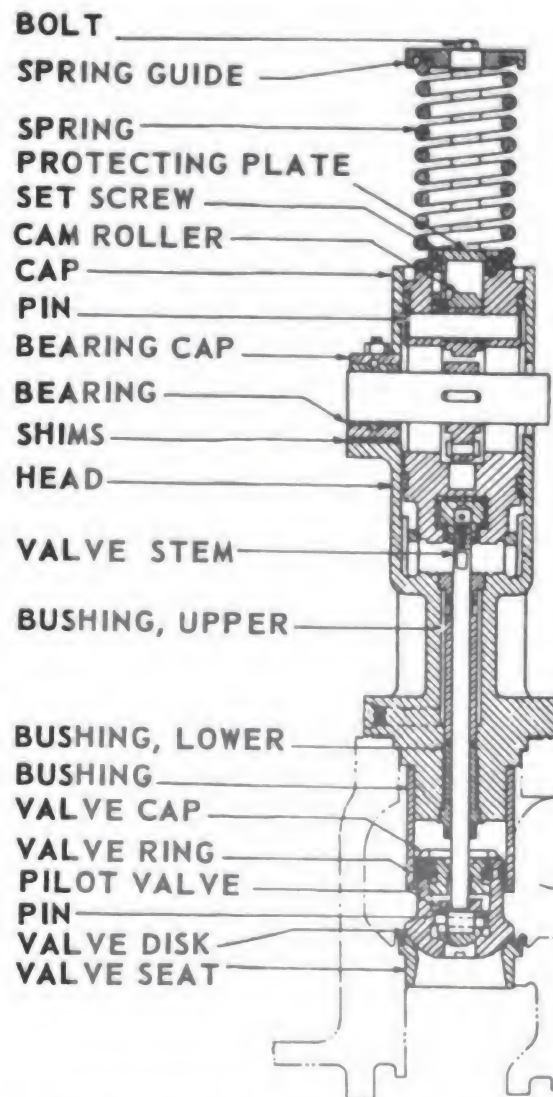 BOLT
SPRING GUIDE
SPRING
PROTECTING PLATE
SET SCREW
CAM ROLLER
CAP
PIN
BEARING CAP
BEARING
SHIMS
HEAD
VALVE STEM
BUSHING, UPPER
BUSHING, LOWER
BUSHING
VALVE CAP
VALVE RING
PILOT VALVE
PIN
VALVE DISK
VALVE SEAT